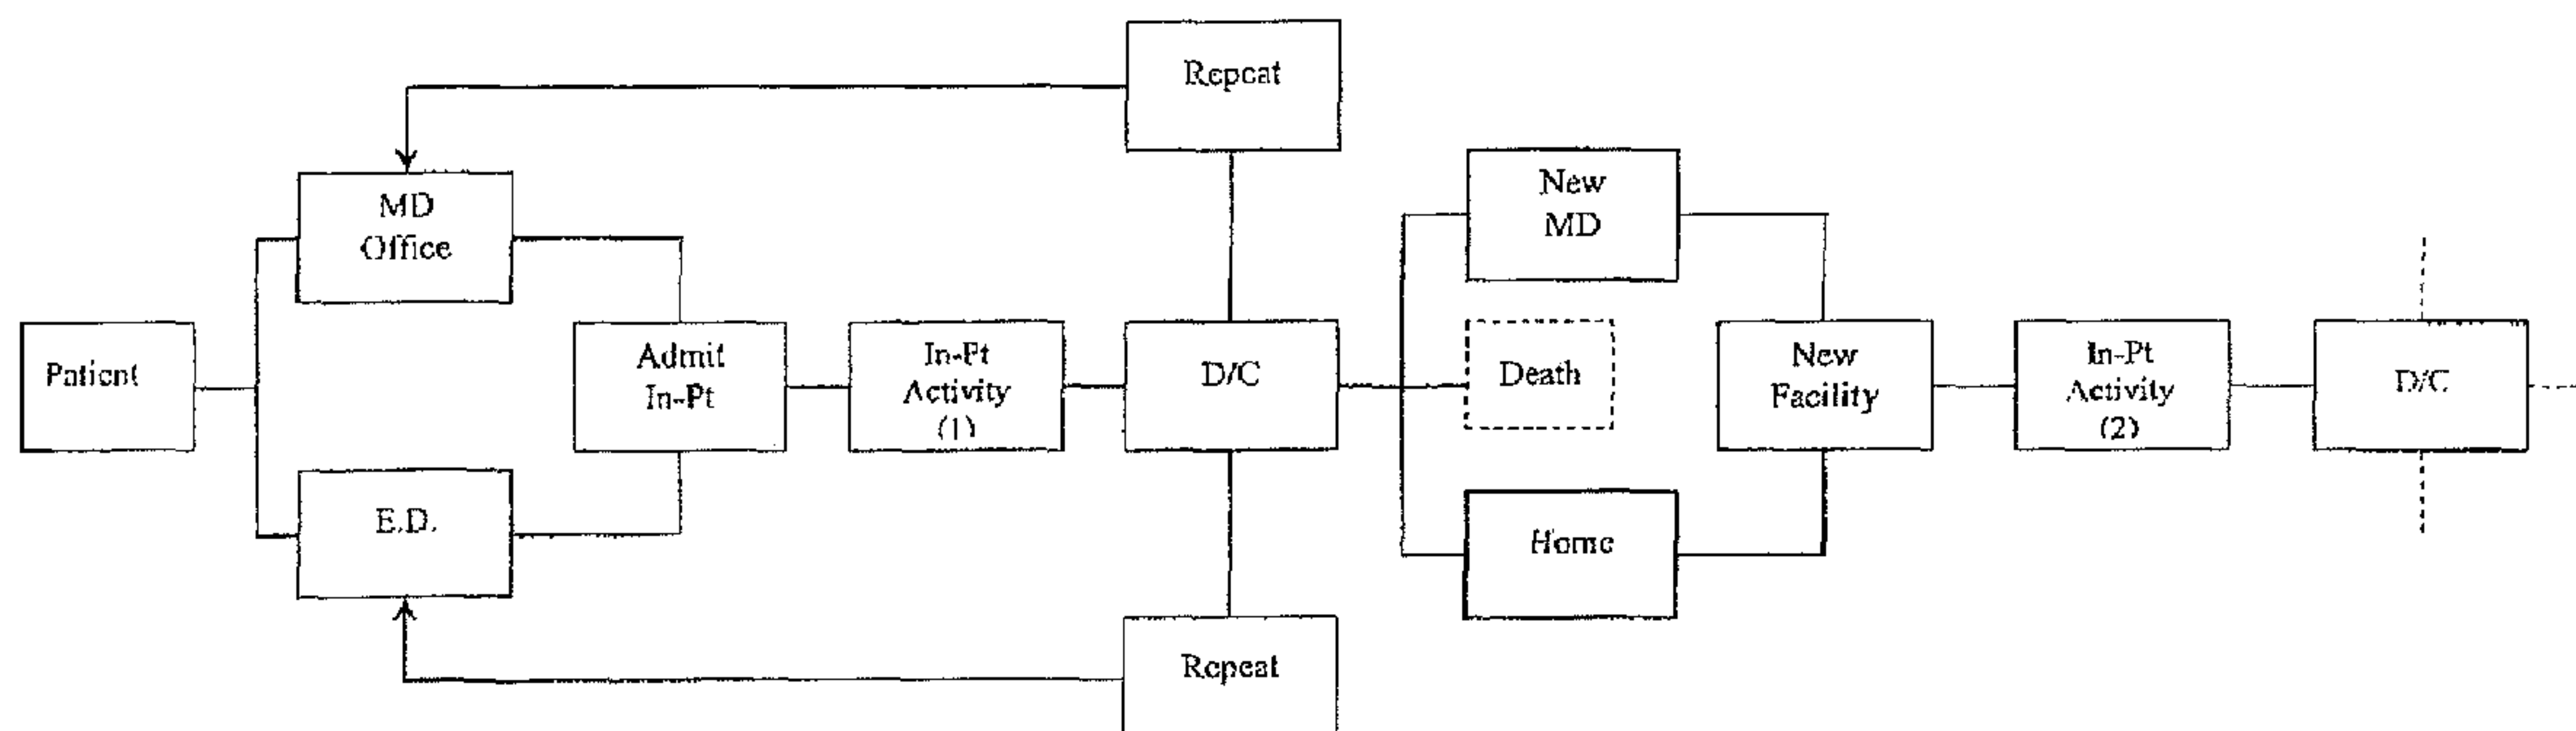 Repeat
MD
Office
New
MD
Patient
Admit
In-Pt
In-Pt
Activity
(1)
D/C
Death
New
Facility
In-Pt
Activity
(2)
D/C
E.D.
Home
Repeat